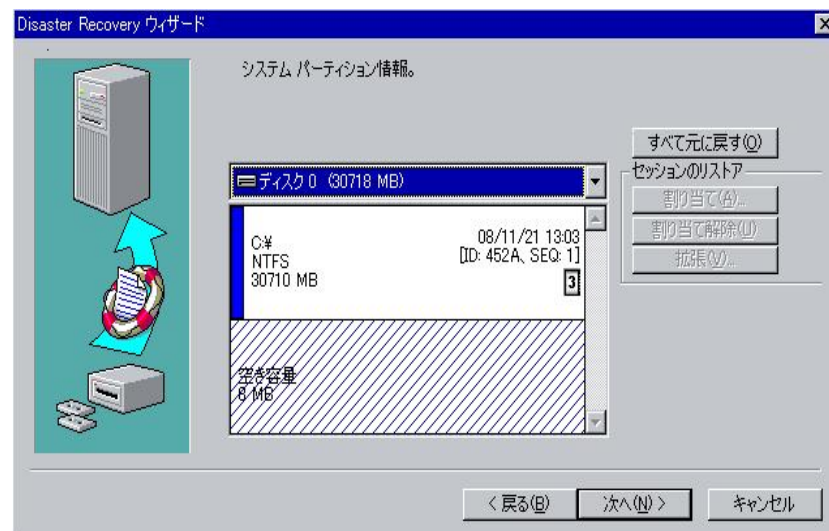 Disaster Recovery ウィザード
システム パーティション情報。
すべて元に戻す(O)
ディスク 0 (30718 MB)
セッションのリストア
割り当て(A)...
割り当て解除(U)
拡張(V)...
C:¥
NTFS
30710 MB
08/11/21 13:03
[ID: 452A、SEQ: 1]
3
空き容量
8 MB
< 戻る(B)
次へ(N) >
キャンセル